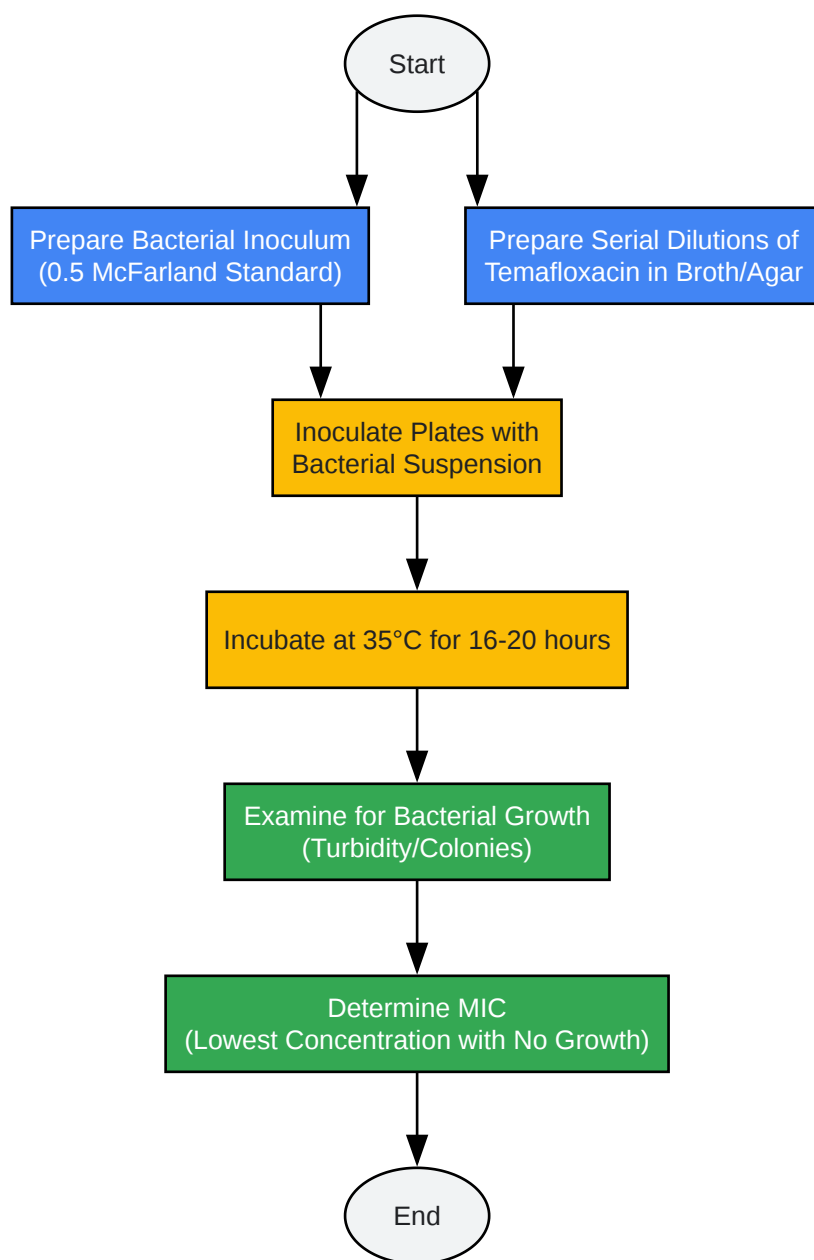 Start
Prepare Bacterial Inoculum
(0.5 McFarland Standard)
Prepare Serial Dilutions of
Temafloxacin in Broth/Agar
Inoculate Plates with
Bacterial Suspension
Incubate at 35°C for 16-20 hours
Examine for Bacterial Growth
(Turbidity/Colonies)
Determine MIC
(Lowest Concentration with No Growth)
End